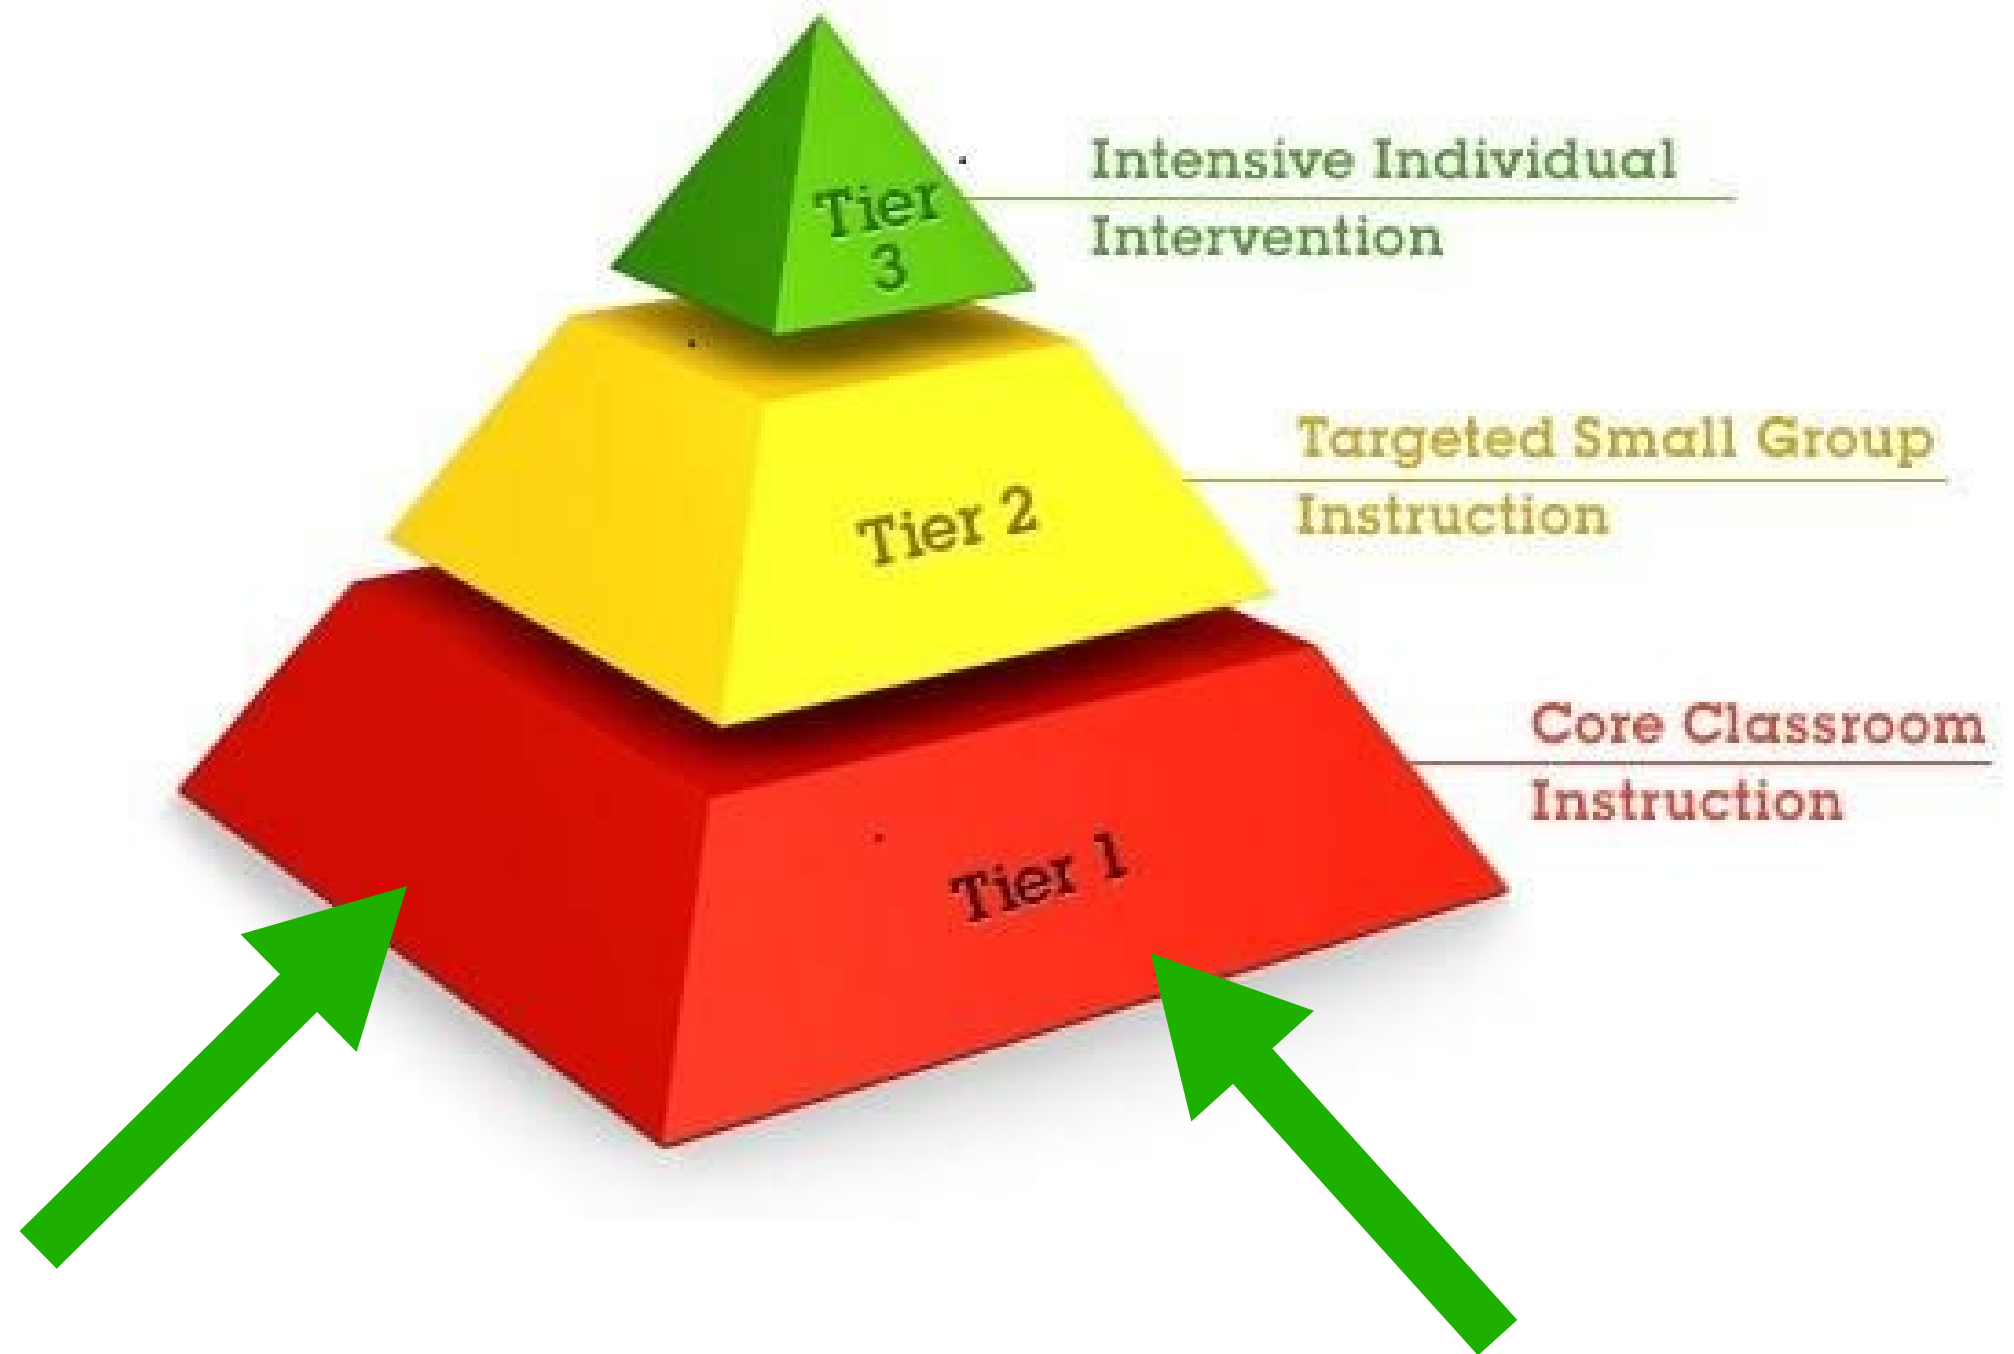 Tier
3
Intensive Individual
Intervention
Tier 2
Targeted Small Group
Instruction
Tier 1
Core Classroom
Instruction